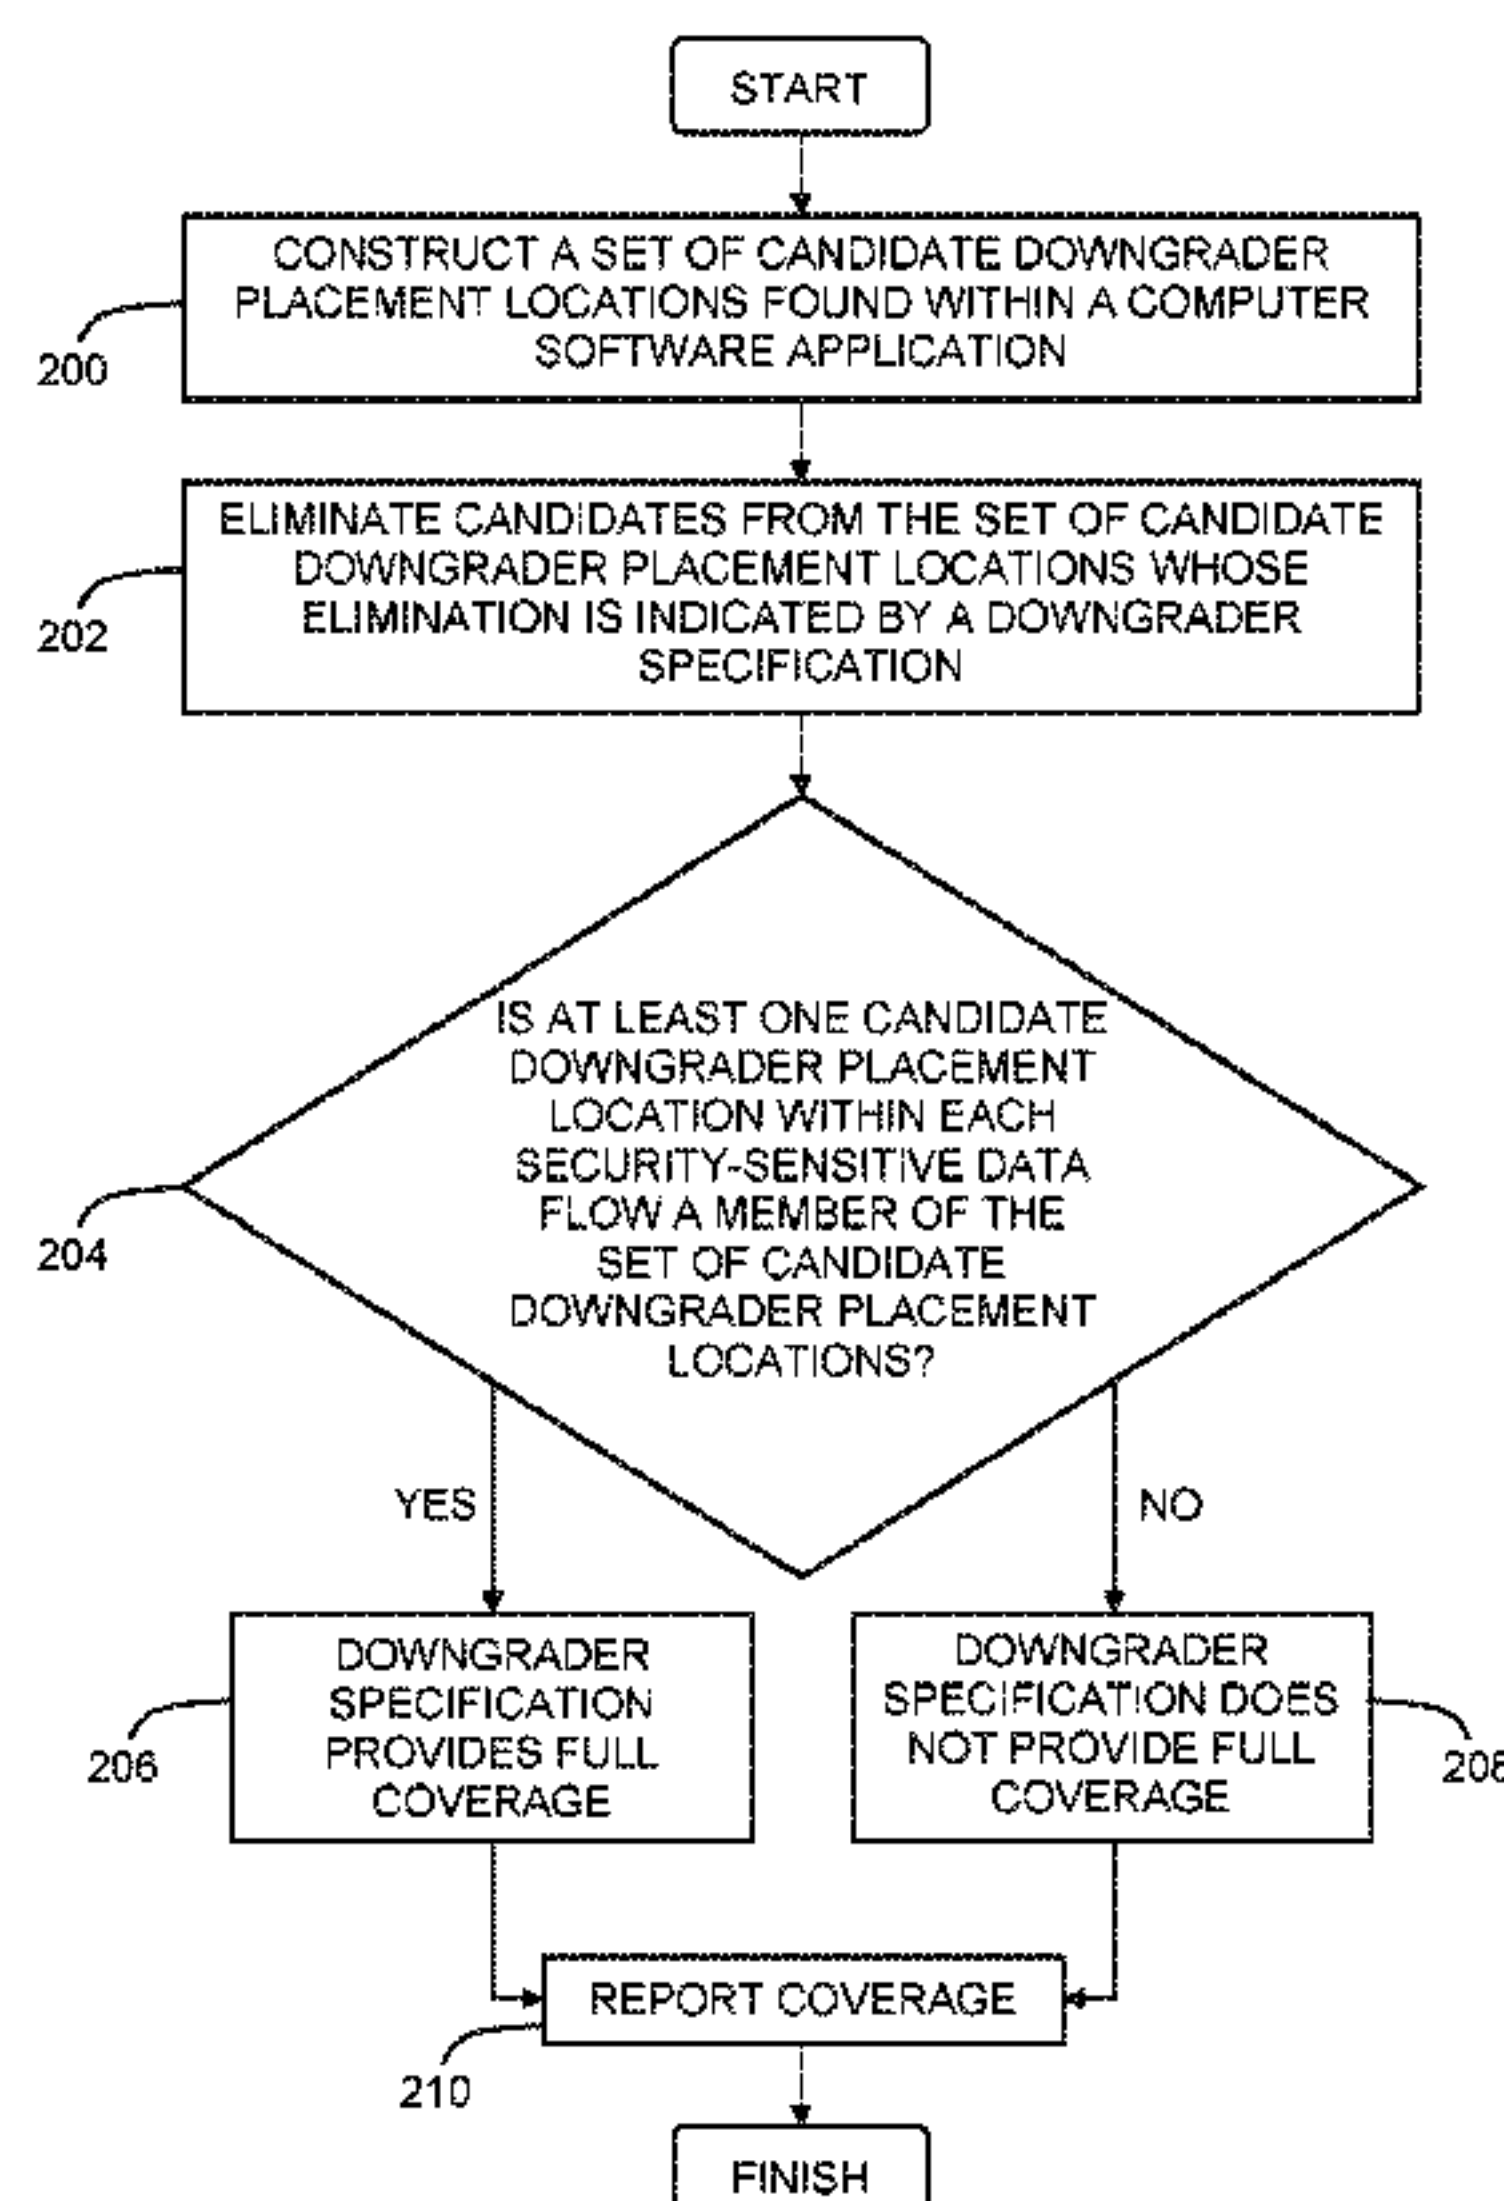 START
CONSTRUCT A SET OF CANDIDATE DOWNGRADER
PLACEMENT LOCATIONS FOUND WITHIN A COMPUTER
SOFTWARE APPLICATION
200
ELIMINATE CANDIDATES FROM THE SET OF CANDIDATE
DOWNGRADER PLACEMENT LOCATIONS WHOSE
ELIMINATION IS INDICATED BY A DOWNGRADER
SPECIFICATION
202
IS AT LEAST ONE CANDIDATE
DOWNGRADER PLACEMENT
LOCATION WITHIN EACH
SECURITY-SENSITIVE DATA
FLOW A MEMBER OF THE
SET OF CANDIDATE
DOWNGRADER PLACEMENT
LOCATIONS?
204
YES
NO
DOWNGRADER
SPECIFICATION
PROVIDES FULL
COVERAGE
206
DOWNGRADER
SPECIFICATION DOES
NOT PROVIDE FULL
COVERAGE
208
REPORT COVERAGE
210
FINISH